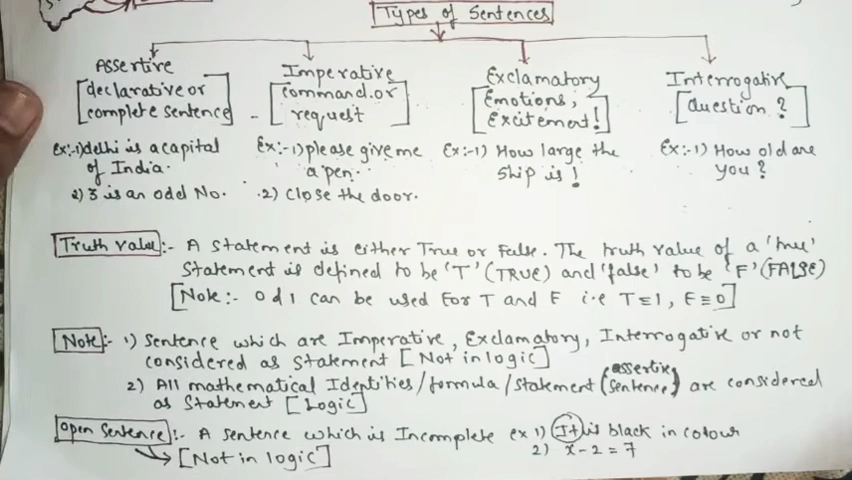 Types of Sentences
Assertive
[declarative or
complete sentence]
Ex:-1) delhi is a capital
of India.
2) 3 is an odd No.
Imperative
[command or
request]
Ex:-1) please give me
a pen.
2) Close the door.
Exclamatory
[Emotions,
Excitement!]
Ex:-1) How large the
ship is!
Interrogative
[Question?]
Ex:-1) How old are
you?
Truth value:- A statement is either True or False. The truth value of a 'true'
statement is defined to be 'T' (TRUE) and 'false' to be 'F' (FALSE)
[Note:- 0 d 1 can be used for T and F i.e T≡1, F≡0]
Note:- 1) Sentence which are Imperative, Exclamatory, Interrogative or not
considered as statement [Not in logic]
2) All mathematical Identities/formula/statement (assertive sentence) are considered
as statement [Logic]
Open Sentence:- A sentence which is Incomplete ex 1) It is black in colour
[Not in logic] 2) x-2=7